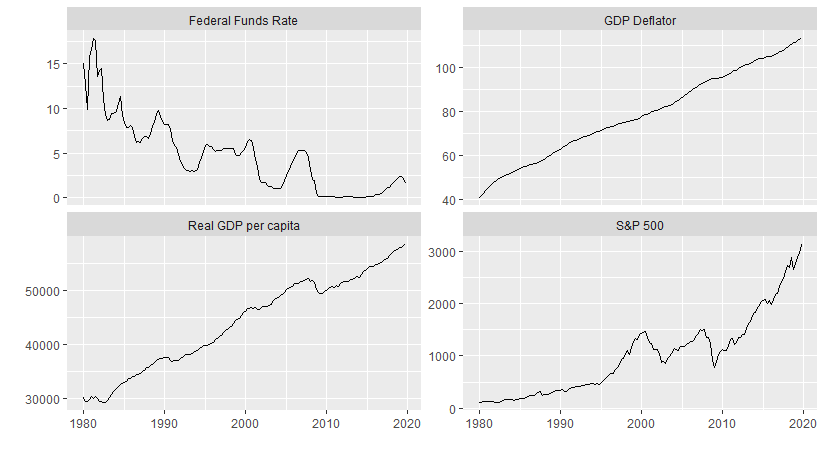 Federal Funds Rate
GDP Deflator
15
10
5
0
100
80
60
40
Real GDP per capita
S&P 500
50000
40000
30000
3000
2000
1000
0
1980 1990 2000 2010 2020
1980 1990 2000 2010 2020